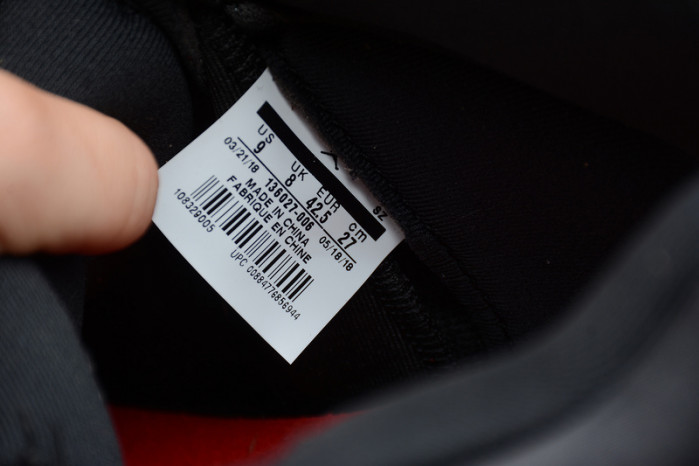 US UK EUR cm
9 8 42.5 27
03/21/18 136027-006 05/18/18
MADE IN CHINA
FABRIQUE EN CHINE
108329005
UPC 00884776856944